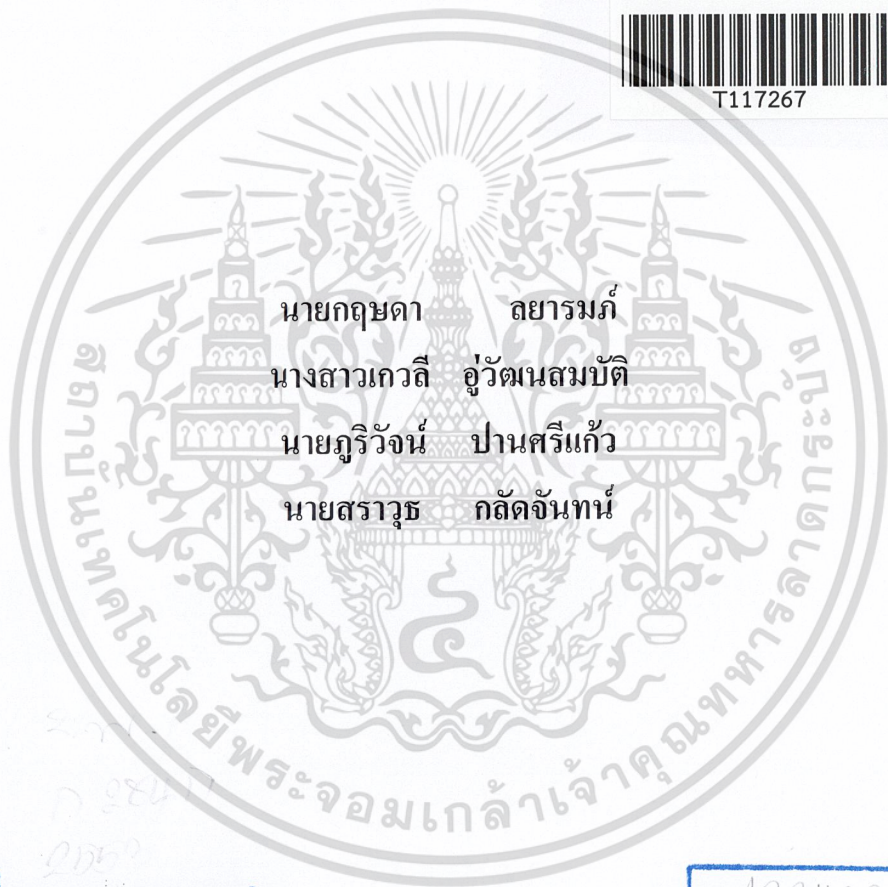 T117267
นายกฤษดา ลยารมภ์
นางสาวเกวลี อู่วัฒนสมบัติ
นายภูริวัจน์ ปานศรีแก้ว
นายสราวุธ กลัดจันทน์
สถาบันเทคโนโลยีพระจอมเกล้าเจ้าคุณทหารลาดกระบัง